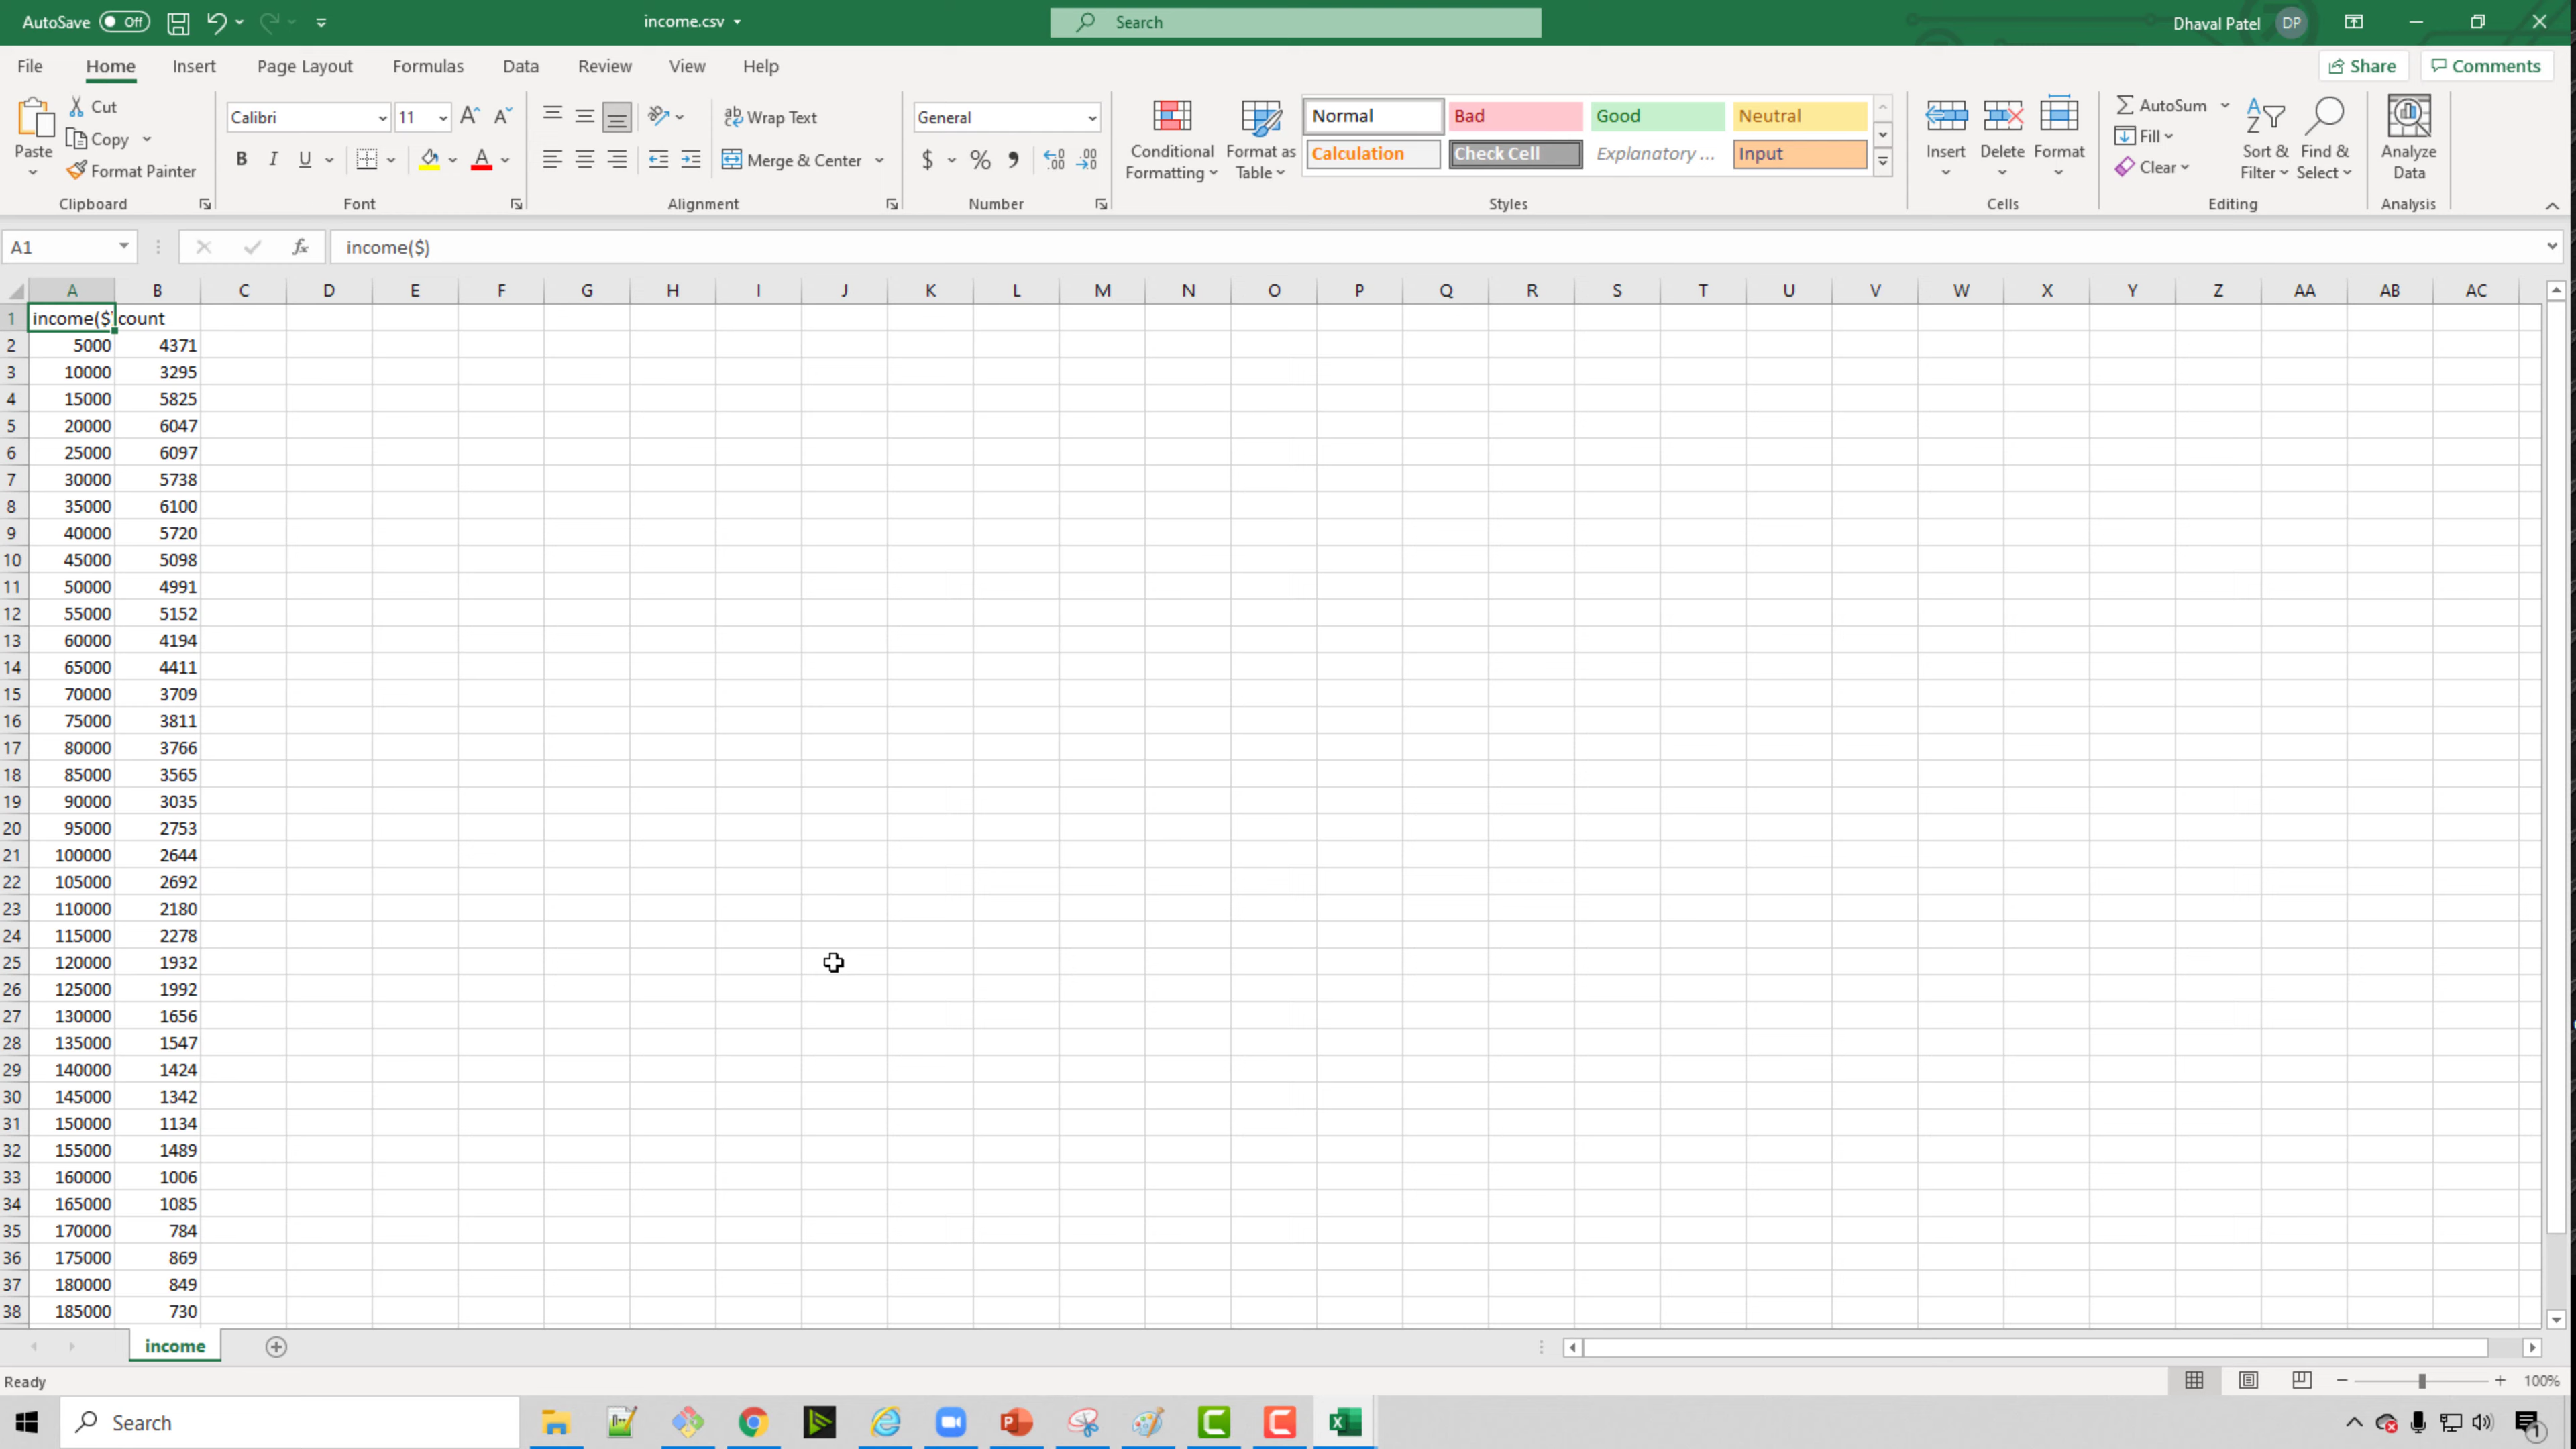 AutoSave Off income.csv Search Dhaval Patel DP
File Home Insert Page Layout Formulas Data Review View Help Share Comments
Paste Cut Copy Format Painter Clipboard
Calibri 11 A A B I U A Font
ab Wrap Text Merge & Center Alignment
General $ % Number
Conditional Formatting Format as Table
Normal Bad Good Neutral
Calculation Check Cell Explanatory ... Input
Styles
Insert Delete Format Cells
AutoSum Fill Clear Sort & Filter Find & Select Editing
Analyze Data Analysis
A1 fx income($)
A B C D E F G H I J K L M N O P Q R S T U V W X Y Z AA AB AC
1 income($ count
2 5000 4371
3 10000 3295
4 15000 5825
5 20000 6047
6 25000 6097
7 30000 5738
8 35000 6100
9 40000 5720
10 45000 5098
11 50000 4991
12 55000 5152
13 60000 4194
14 65000 4411
15 70000 3709
16 75000 3811
17 80000 3766
18 85000 3565
19 90000 3035
20 95000 2753
21 100000 2644
22 105000 2692
23 110000 2180
24 115000 2278
25 120000 1932
26 125000 1992
27 130000 1656
28 135000 1547
29 140000 1424
30 145000 1342
31 150000 1134
32 155000 1489
33 160000 1006
34 165000 1085
35 170000 784
36 175000 869
37 180000 849
38 185000 730
income
Ready 100%
Search